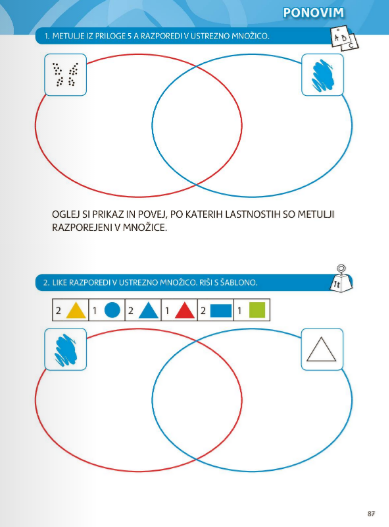 PONOVIM
1. METULJE IZ PRILOGE 5 A RAZPOREDI V USTREZNO MNOŽICO.
A B C
OGLEJ SI PRIKAZ IN POVEJ, PO KATERIH LASTNOSTIH SO METULJI
RAZPOREJENI V MNOŽICE.
2. LIKE RAZPOREDI V USTREZNO MNOŽICO. RIŠI S ŠABLONO.
2 1 2 1 2 1
87